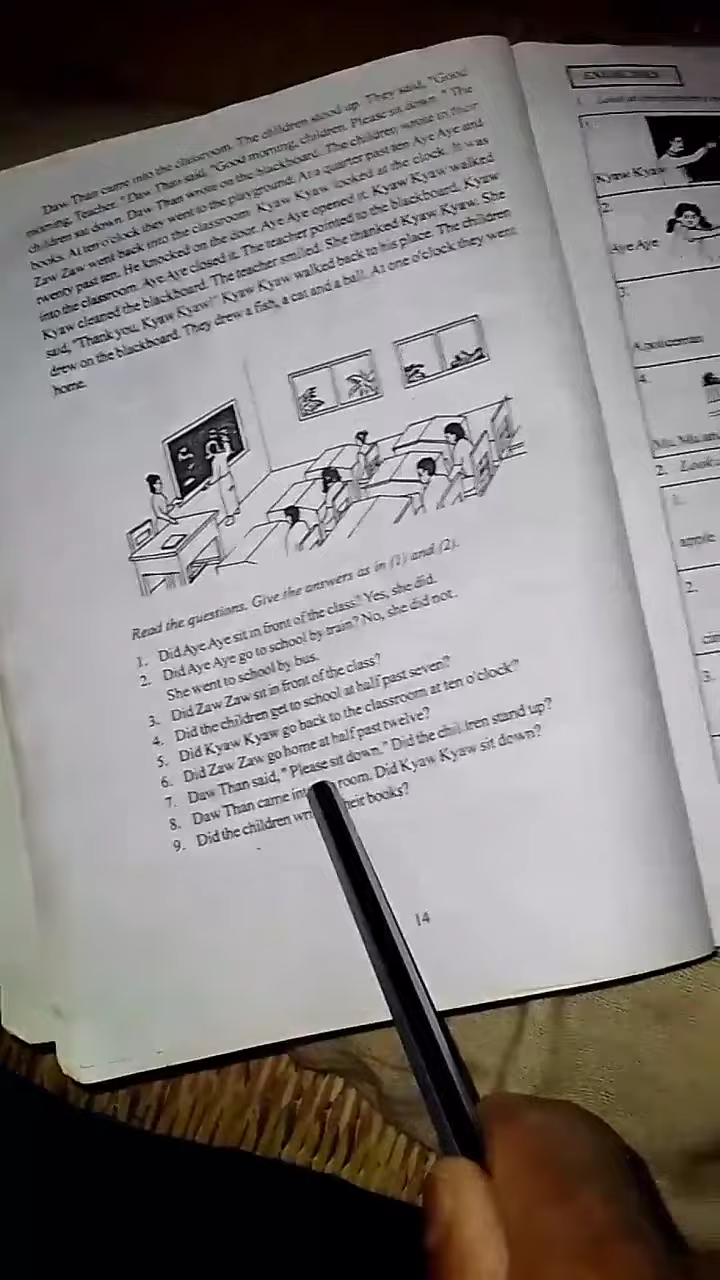 Daw Than came into the classroom. The children stood up. They said, "Good
morning, Teacher." Daw Than said, "Good morning, children. Please sit down." The
children sat down. Daw Than wrote on the blackboard. The children wrote in their
books. At ten o'clock they went to the playground. At a quarter past ten Aye Aye and
Zaw Zaw went back into the classroom. Kyaw Kyaw looked at the clock. It was
twenty past ten. He knocked on the door. Aye Aye opened it. Kyaw Kyaw walked
into the classroom. Aye Aye closed it. The teacher pointed to the blackboard. Kyaw
Kyaw cleaned the blackboard. The teacher smiled. She thanked Kyaw Kyaw. She
said, "Thank you, Kyaw Kyaw!" Kyaw Kyaw walked back to his place. The children
drew on the blackboard. They drew a fish, a cat and a ball. At one o'clock they went
home.
Read the questions. Give the answers as in (1) and (2).
1. Did Aye Aye sit in front of the class? Yes, she did.
2. Did Aye Aye go to school by train? No, she did not.
She went to school by bus.
3. Did Zaw Zaw sit in front of the class?
4. Did the children get to school at half past seven?
5. Did Kyaw Kyaw go back to the classroom at ten o'clock?
6. Did Zaw Zaw go home at half past twelve?
7. Daw Than said, "Please sit down." Did the children stand up?
8. Daw Than came into room. Did Kyaw Kyaw sit down?
9. Did the children their books?
14
EXERCISES
1. Look at
1.
Kyaw Kyaw
2.
Aye Aye
3.
A policeman
4.
2. Look
1.
apple
2.
3.